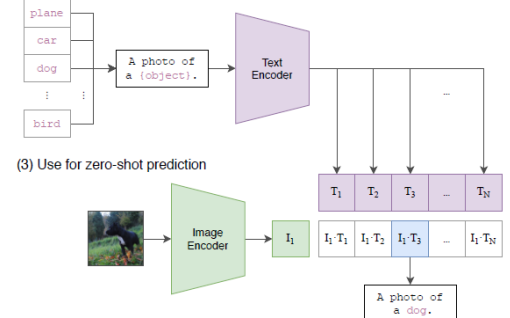 plane
car
dog
⋮
⋮
bird
A photo of
a {object}.
Text
Encoder
...
(3) Use for zero-shot prediction
T1 T2 T3 ... TN
Image
Encoder
I1
I1·T1 I1·T2 I1·T3 ... I1·TN
A photo of
a dog.